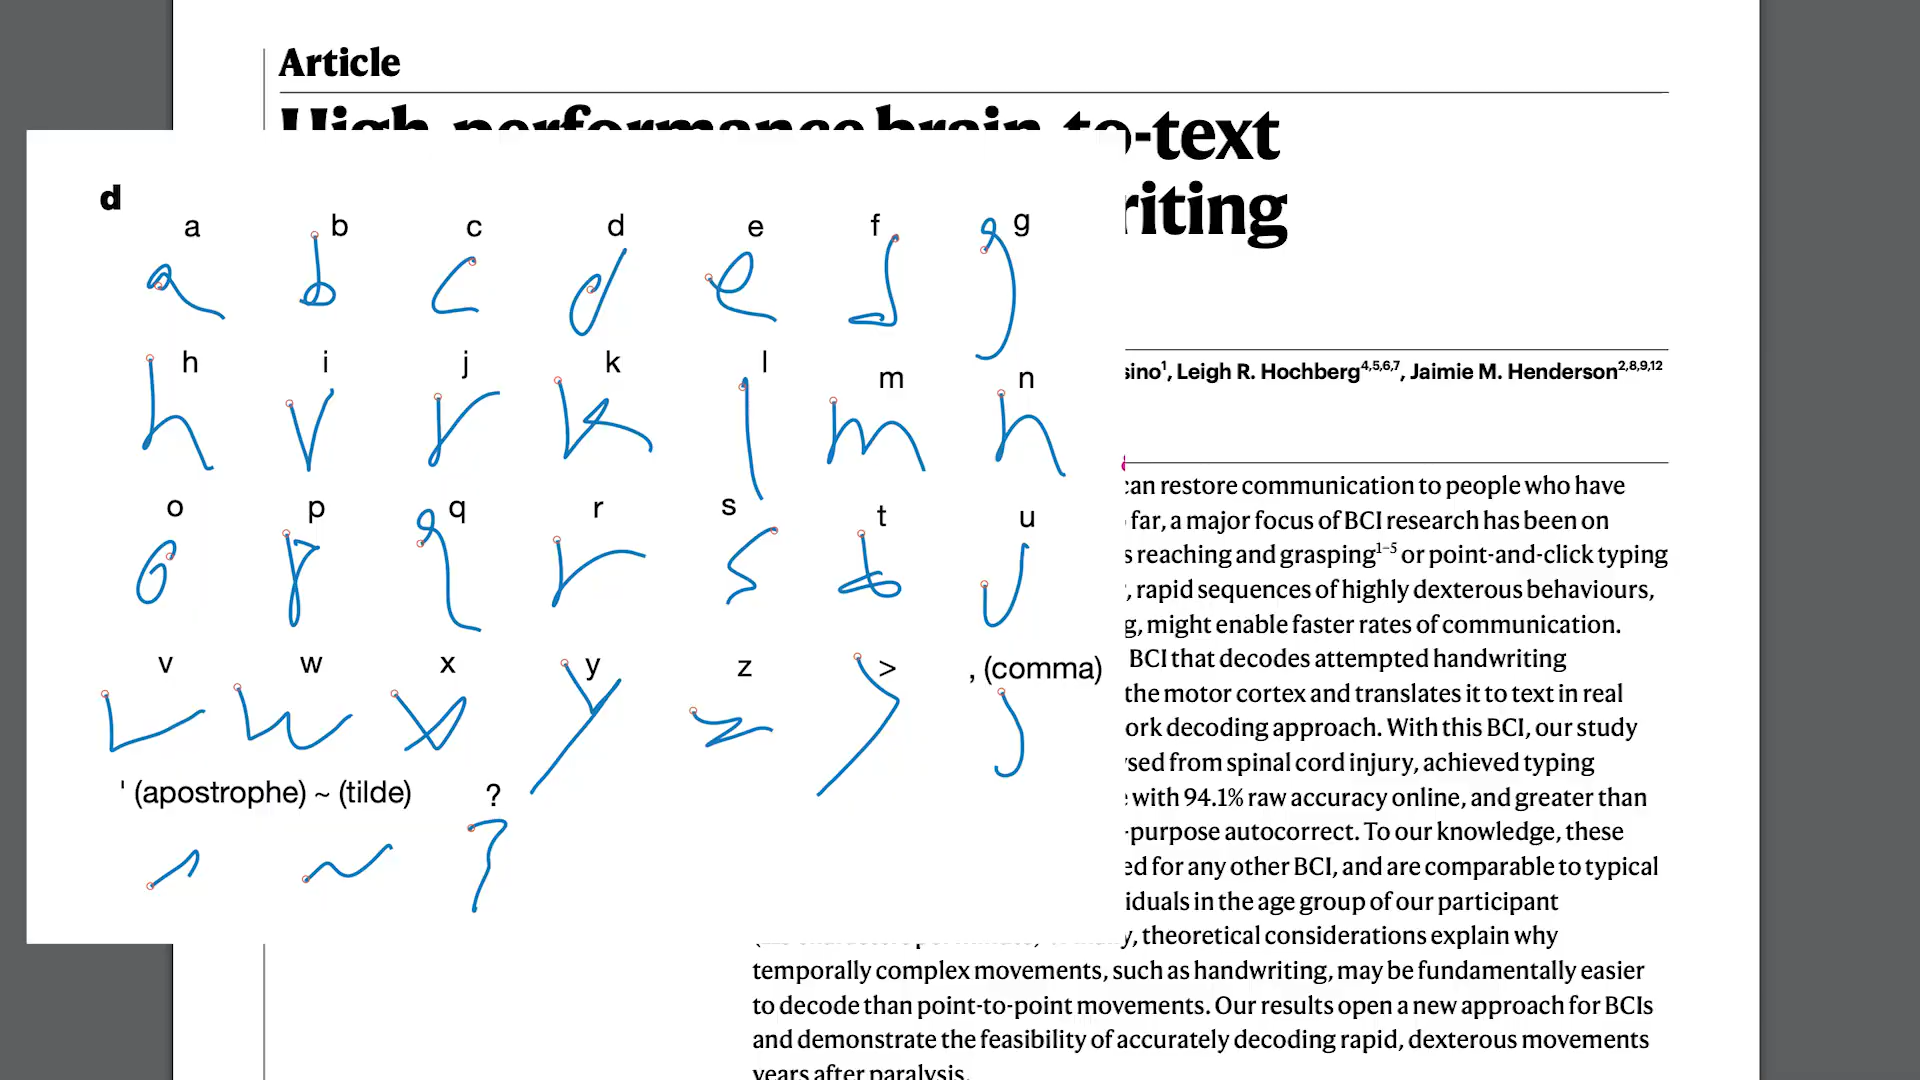 Article
High-performance brain-to-text
riting
d
a b c d e f g
h i j k l m n
o p q r s t u
v w x y z > , (comma)
' (apostrophe) ~ (tilde) ?
sino1, Leigh R. Hochberg4,5,6,7, Jaimie M. Henderson2,8,9,12
can restore communication to people who have
far, a major focus of BCI research has been on
s reaching and grasping1–5 or point-and-click typing
, rapid sequences of highly dexterous behaviours,
g, might enable faster rates of communication.
BCI that decodes attempted handwriting
the motor cortex and translates it to text in real
ork decoding approach. With this BCI, our study
ysed from spinal cord injury, achieved typing
with 94.1% raw accuracy online, and greater than
-purpose autocorrect. To our knowledge, these
ed for any other BCI, and are comparable to typical
iduals in the age group of our participant
y, theoretical considerations explain why
temporally complex movements, such as handwriting, may be fundamentally easier
to decode than point-to-point movements. Our results open a new approach for BCIs
and demonstrate the feasibility of accurately decoding rapid, dexterous movements
years after paralysis.